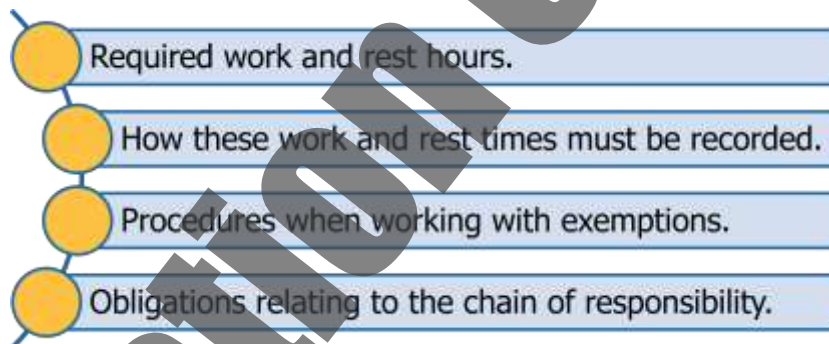 Required work and rest hours.
How these work and rest times must be recorded.
Procedures when working with exemptions.
Obligations relating to the chain of responsibility.